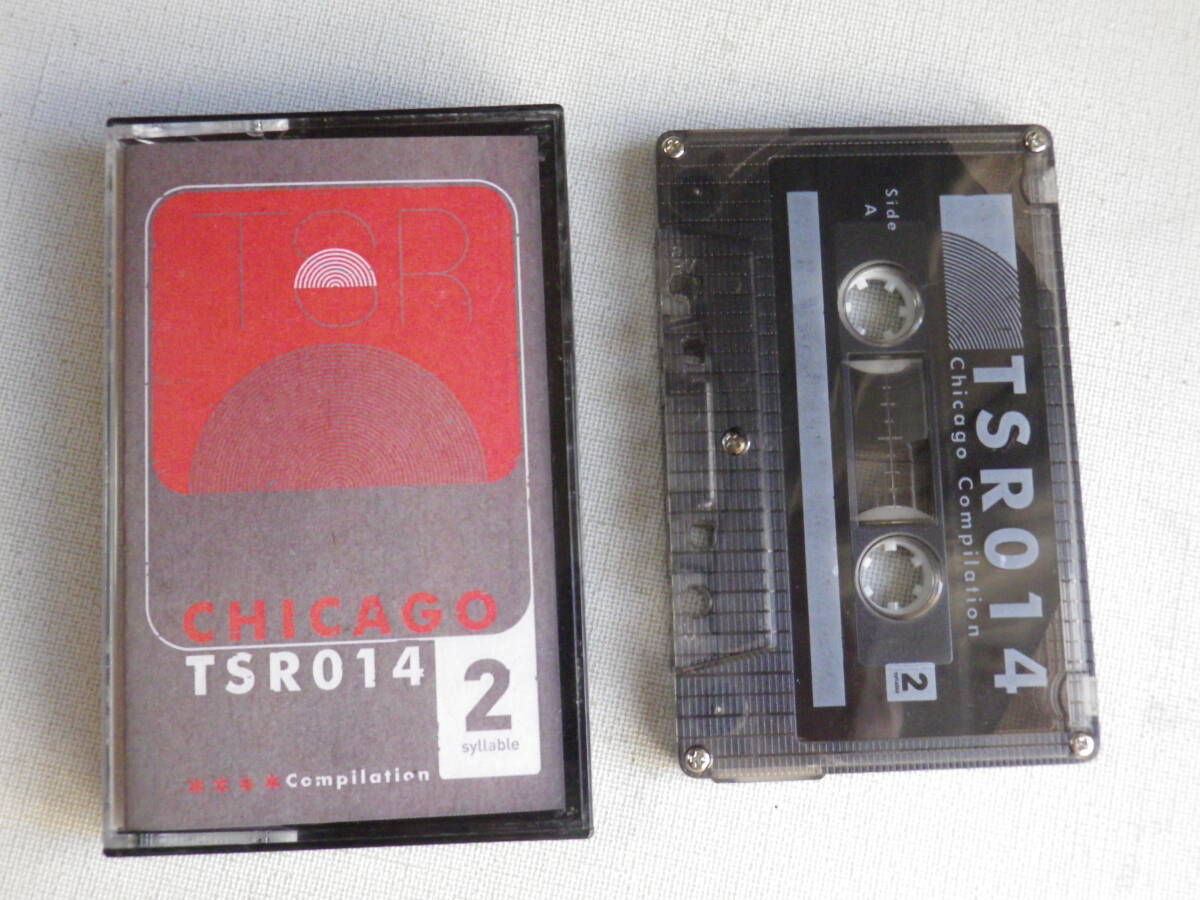 TSR
CHICAGO
TSR014
2
syllable
****Compilation
Side
A
TSR014
Chicago Compilation
2